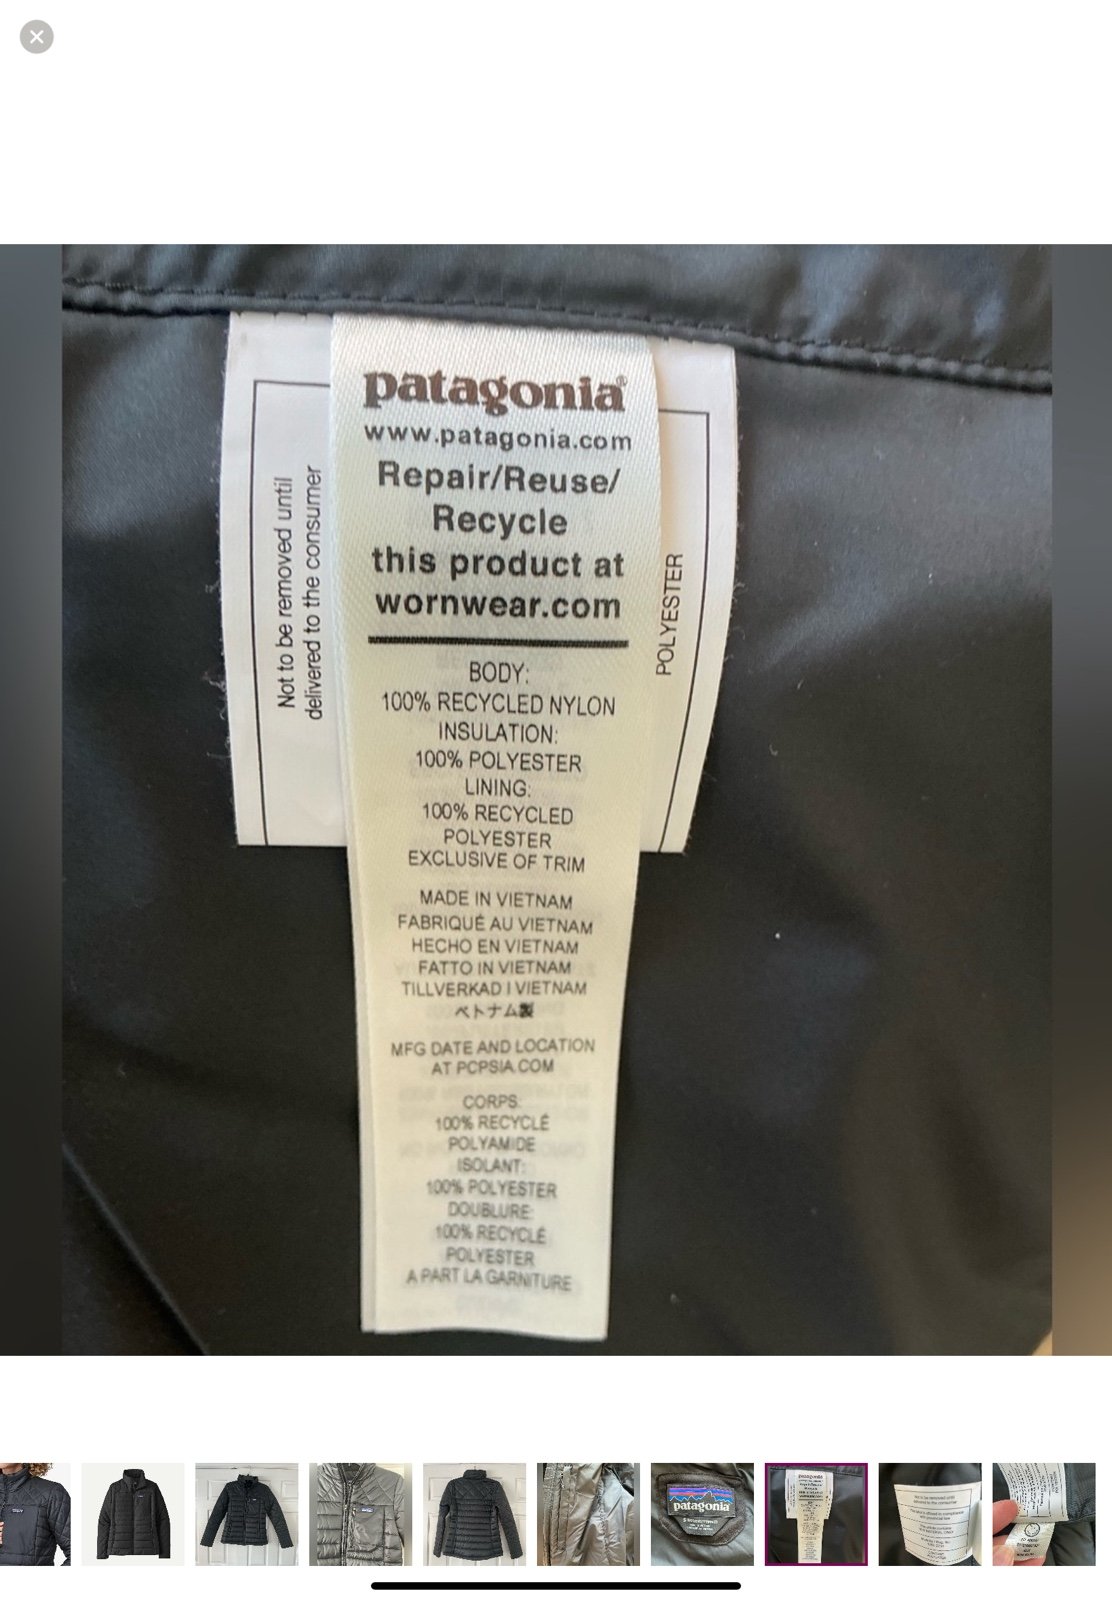 patagonia®
www.patagonia.com
Repair/Reuse/
Recycle
this product at
wornwear.com
BODY:
100% RECYCLED NYLON
INSULATION:
100% POLYESTER
LINING:
100% RECYCLED
POLYESTER
EXCLUSIVE OF TRIM
MADE IN VIETNAM
FABRIQUÉ AU VIETNAM
HECHO EN VIETNAM
FATTO IN VIETNAM
TILLVERKAD I VIETNAM
ベトナム製
MFG DATE AND LOCATION
AT PCPSIA.COM
CORPS:
100% RECYCLÉ
POLYAMIDE
ISOLANT:
100% POLYESTER
DOUBLURE:
100% RECYCLÉ
POLYESTER
A PART LA GARNITURE
Not to be removed until
delivered to the consumer
POLYESTER
patagonia